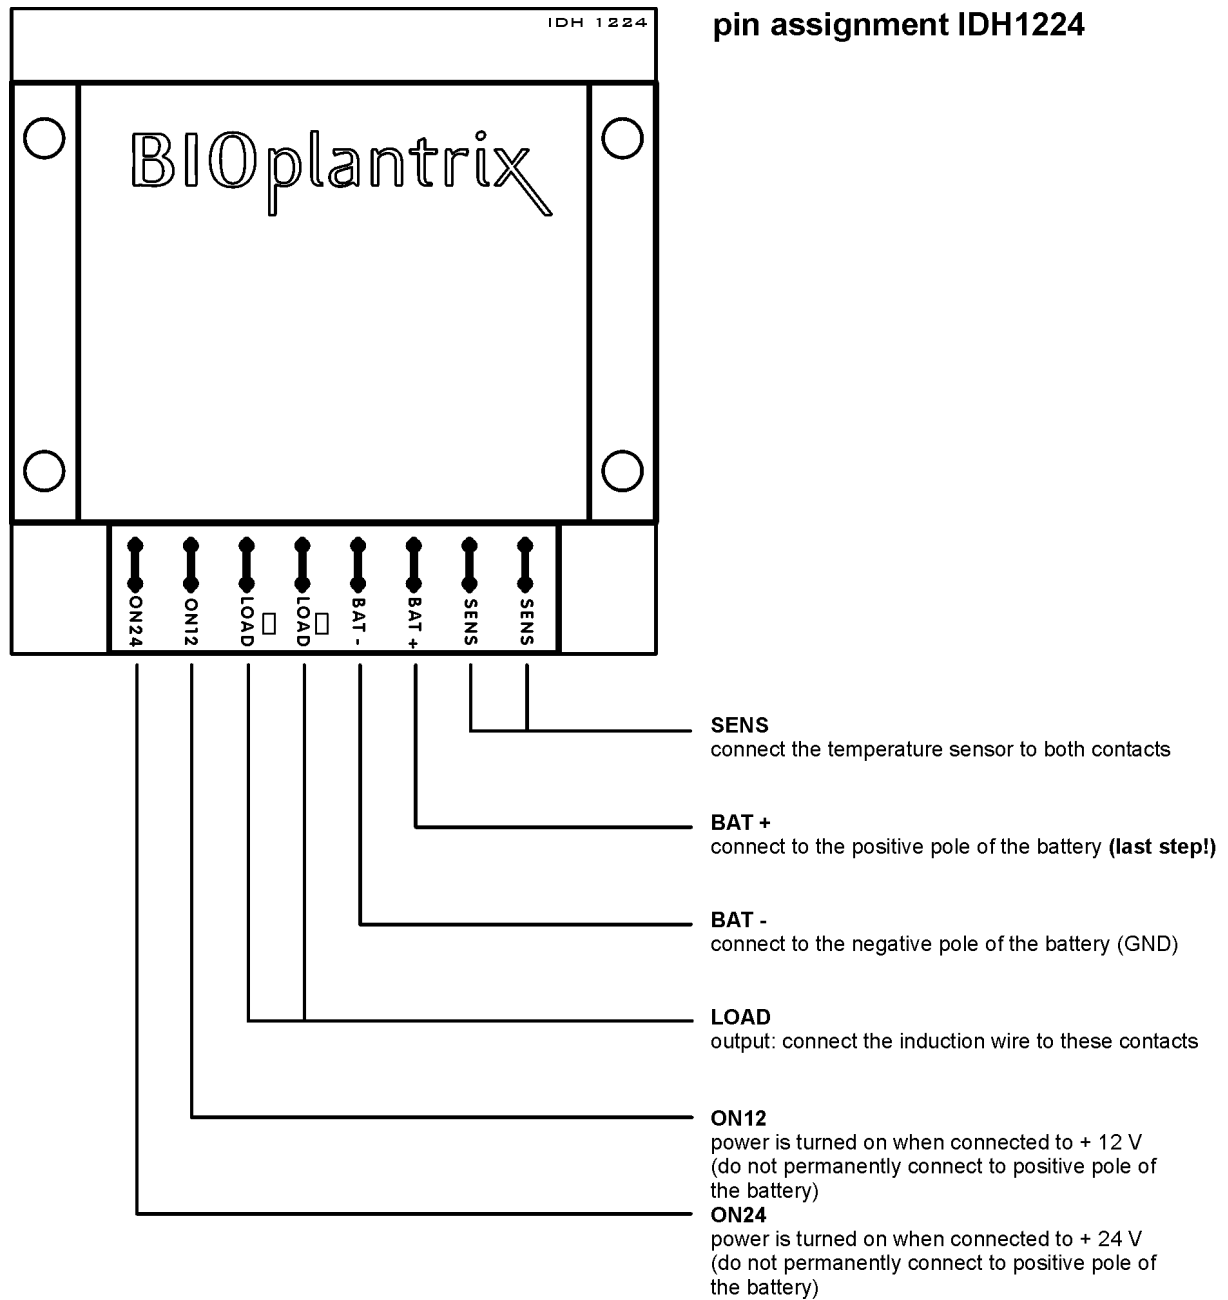 IDH 1224
pin assignment IDH1224
BIOplantrix
ON24
ON12
LOAD
LOAD
BAT -
BAT +
SENS
SENS
SENS
connect the temperature sensor to both contacts
BAT +
connect to the positive pole of the battery (last step!)
BAT -
connect to the negative pole of the battery (GND)
LOAD
output: connect the induction wire to these contacts
ON12
power is turned on when connected to + 12 V
(do not permanently connect to positive pole of
the battery)
ON24
power is turned on when connected to + 24 V
(do not permanently connect to positive pole of
the battery)